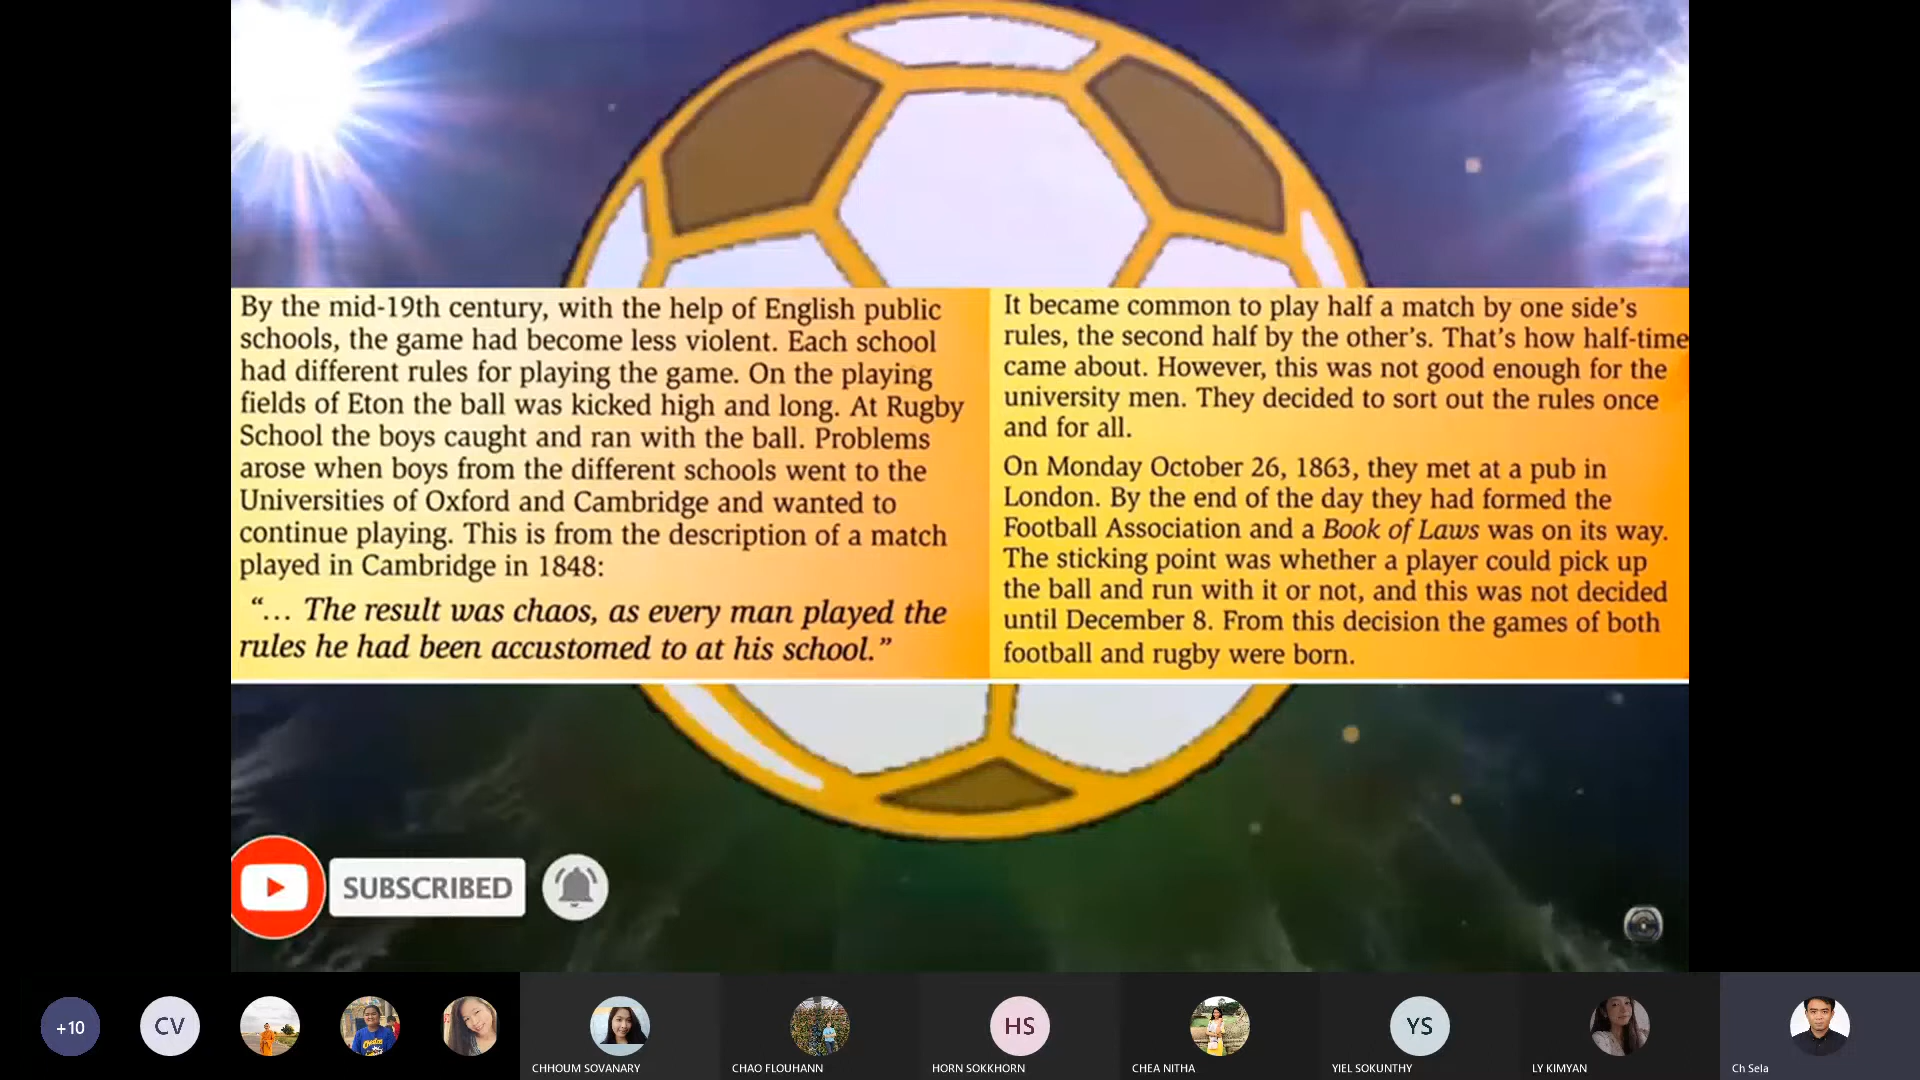 By the mid-19th century, with the help of English public
schools, the game had become less violent. Each school
had different rules for playing the game. On the playing
fields of Eton the ball was kicked high and long. At Rugby
School the boys caught and ran with the ball. Problems
arose when boys from the different schools went to the
Universities of Oxford and Cambridge and wanted to
continue playing. This is from the description of a match
played in Cambridge in 1848:
“… The result was chaos, as every man played the
rules he had been accustomed to at his school.”
It became common to play half a match by one side’s
rules, the second half by the other’s. That’s how half-time
came about. However, this was not good enough for the
university men. They decided to sort out the rules once
and for all.
On Monday October 26, 1863, they met at a pub in
London. By the end of the day they had formed the
Football Association and a Book of Laws was on its way.
The sticking point was whether a player could pick up
the ball and run with it or not, and this was not decided
until December 8. From this decision the games of both
football and rugby were born.
SUBSCRIBED
+10
CV
HS
YS
CHHOUM SOVANARY
CHAO FLOUHANN
HORN SOKKHORN
CHEA NITHA
YIEL SOKUNTHY
LY KIMYAN
Ch Sela